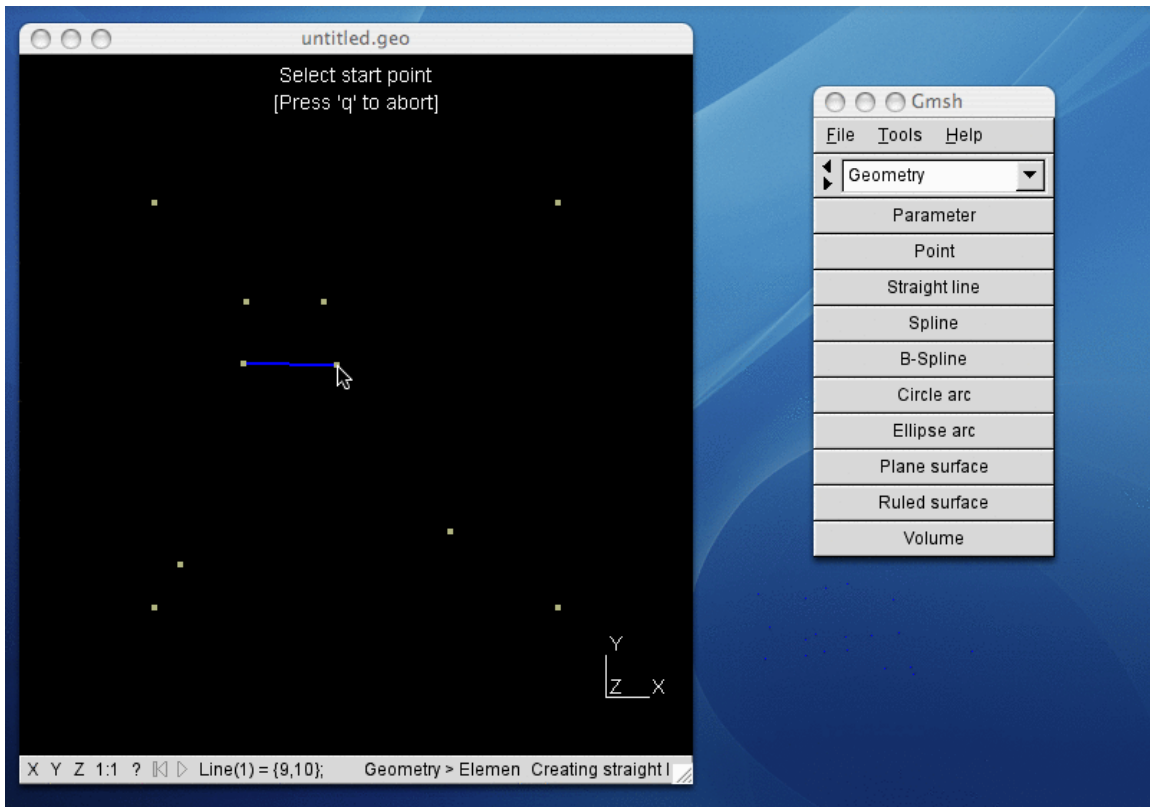 untitled.geo
Select start point
[Press 'q' to abort]
Y
Z X
X Y Z 1:1 ? Line(1) = {9,10}; Geometry > Elemen Creating straight l
Gmsh
File Tools Help
Geometry
Parameter
Point
Straight line
Spline
B-Spline
Circle arc
Ellipse arc
Plane surface
Ruled surface
Volume